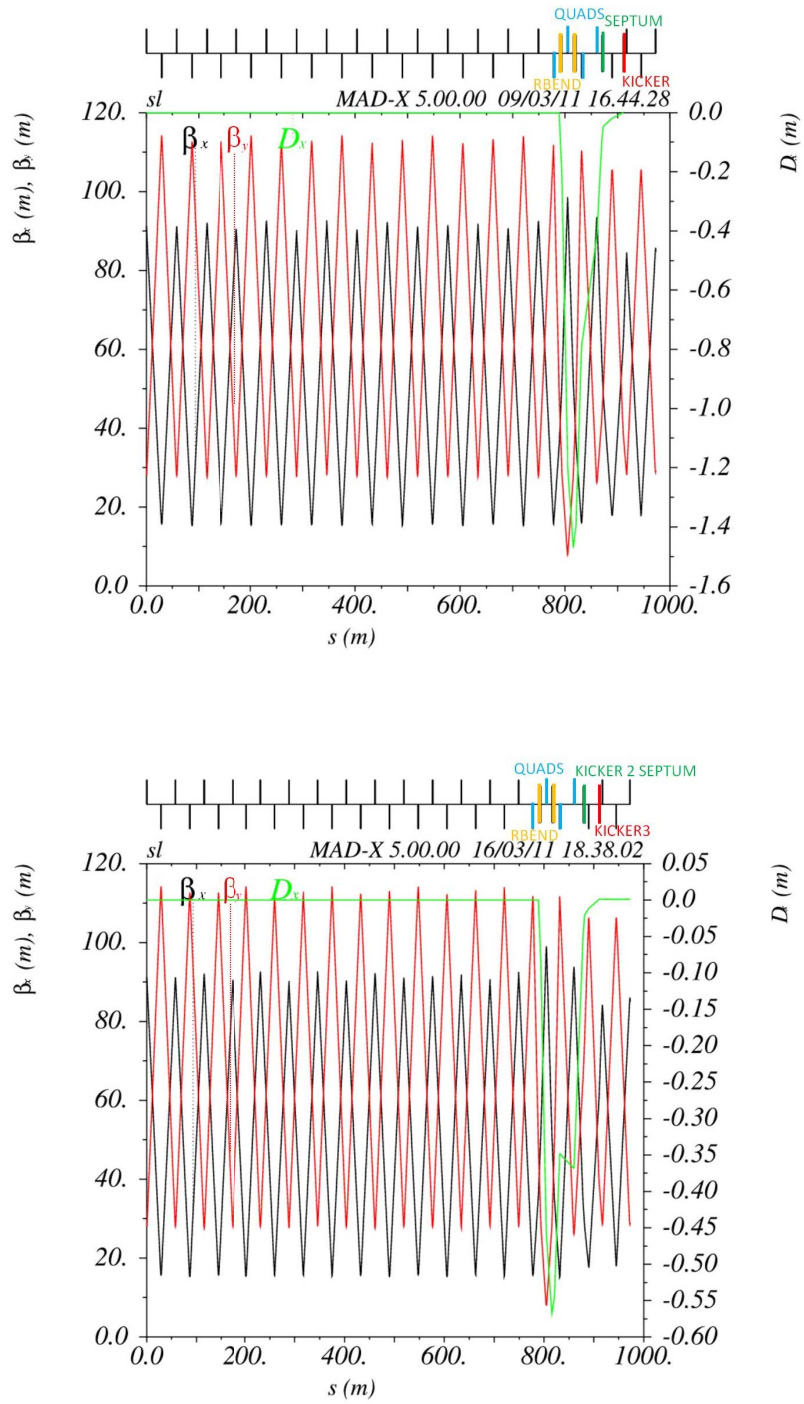 QUADS
SEPTUM
RBEND
KICKER
sl MAD-X 5.00.00 09/03/11 16.44.28
βx (m), βy (m)
Dx (m)
βx βy Dx
120.
100.
80.
60.
40.
20.
0.0
0.0
-0.2
-0.4
-0.6
-0.8
-1.0
-1.2
-1.4
-1.6
0.0 200. 400. 600. 800. 1000.
s (m)
QUADS
KICKER 2 SEPTUM
RBEND
KICKER3
sl MAD-X 5.00.00 16/03/11 18.38.02
βx (m), βy (m)
Dx (m)
βx βy Dx
120.
100.
80.
60.
40.
20.
0.0
0.05
0.0
-0.05
-0.10
-0.15
-0.20
-0.25
-0.30
-0.35
-0.40
-0.45
-0.50
-0.55
-0.60
0.0 200. 400. 600. 800. 1000.
s (m)